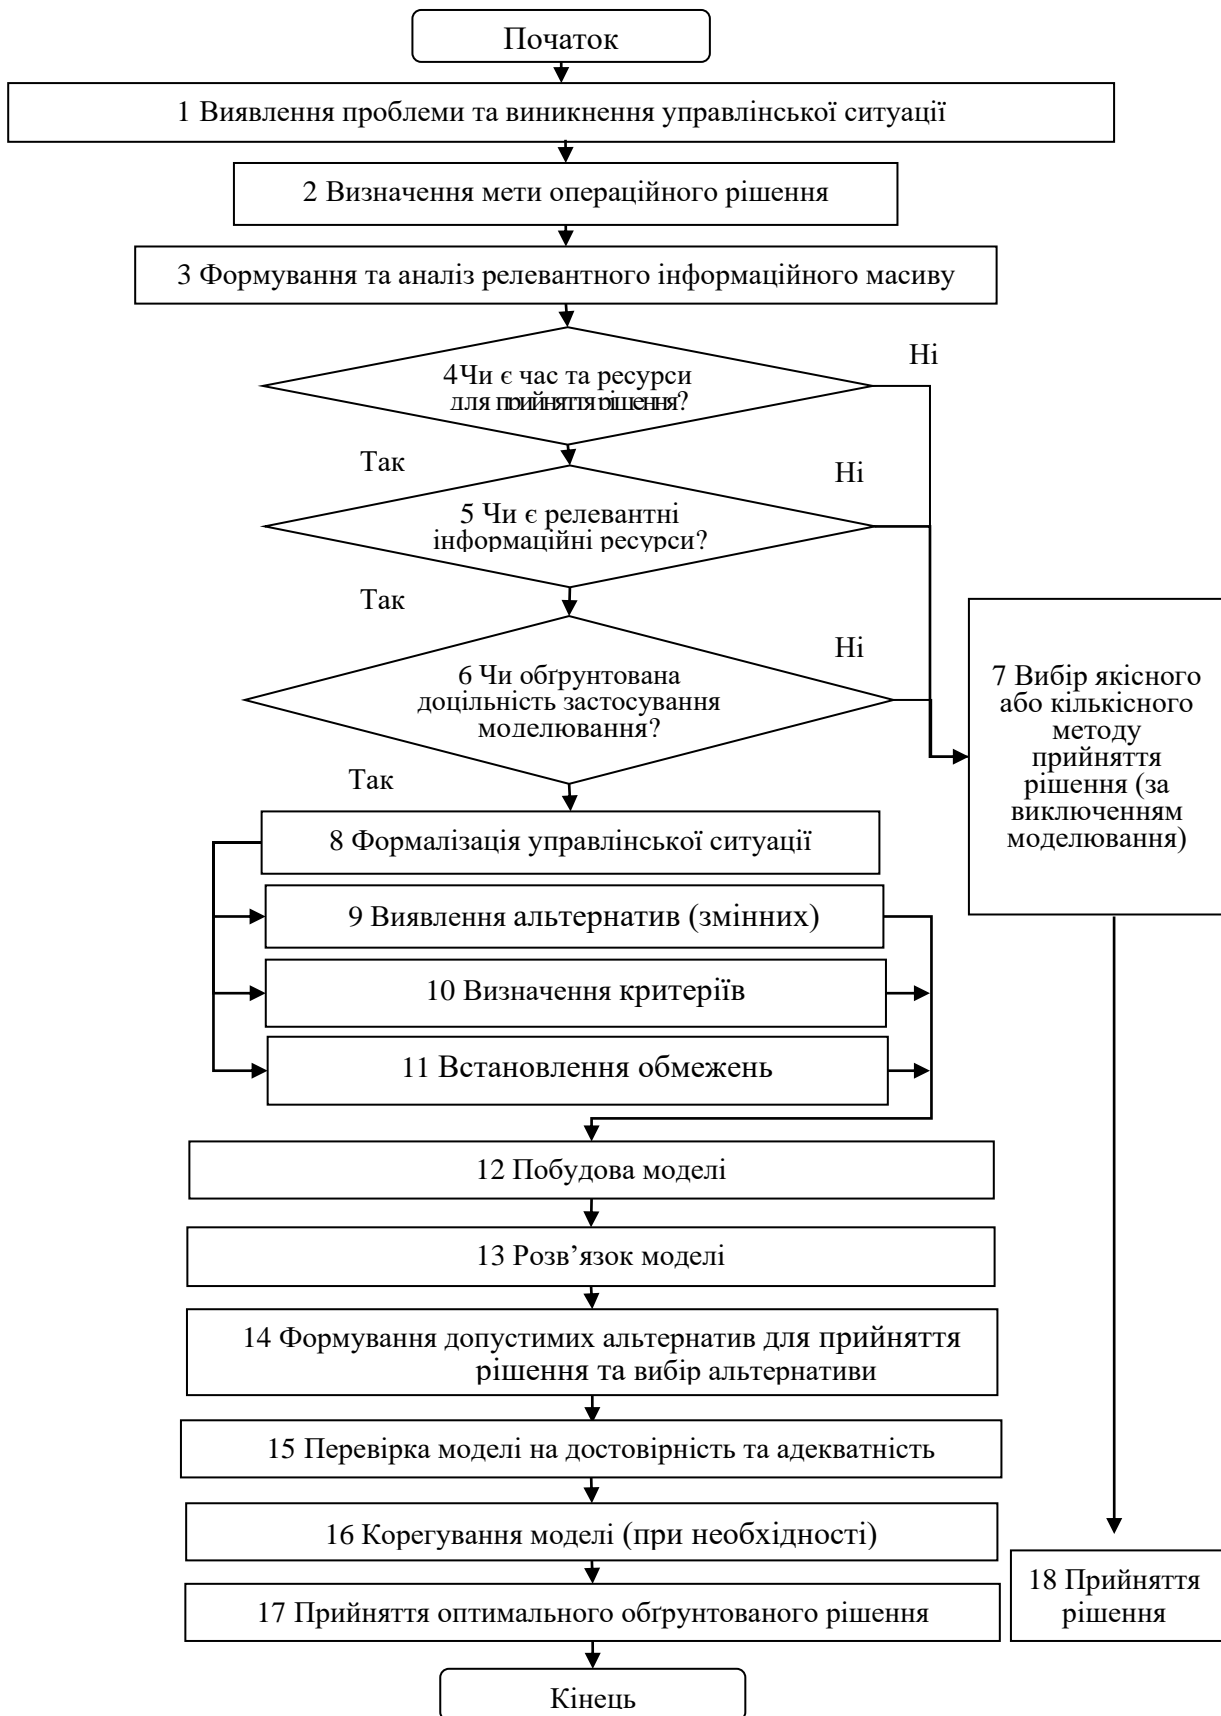 Початок
1 Виявлення проблеми та виникнення управлінської ситуації
2 Визначення мети операційного рішення
3 Формування та аналіз релевантного інформаційного масиву
Ні
4Чи є час та ресурси
для прийняття рішення?
Так
Ні
5 Чи є релевантні
інформаційні ресурси?
Так
Ні
6 Чи обґрунтована
доцільність застосування
моделювання?
7 Вибір якісного
або кількісного
методу
прийняття
рішення (за
виключенням
моделювання)
Так
8 Формалізація управлінської ситуації
9 Виявлення альтернатив (змінних)
10 Визначення критеріїв
11 Встановлення обмежень
12 Побудова моделі
13 Розв’язок моделі
14 Формування допустимих альтернатив для прийняття
рішення та вибір альтернативи
15 Перевірка моделі на достовірність та адекватність
16 Корегування моделі (при необхідності)
17 Прийняття оптимального обґрунтованого рішення
18 Прийняття
рішення
Кінець